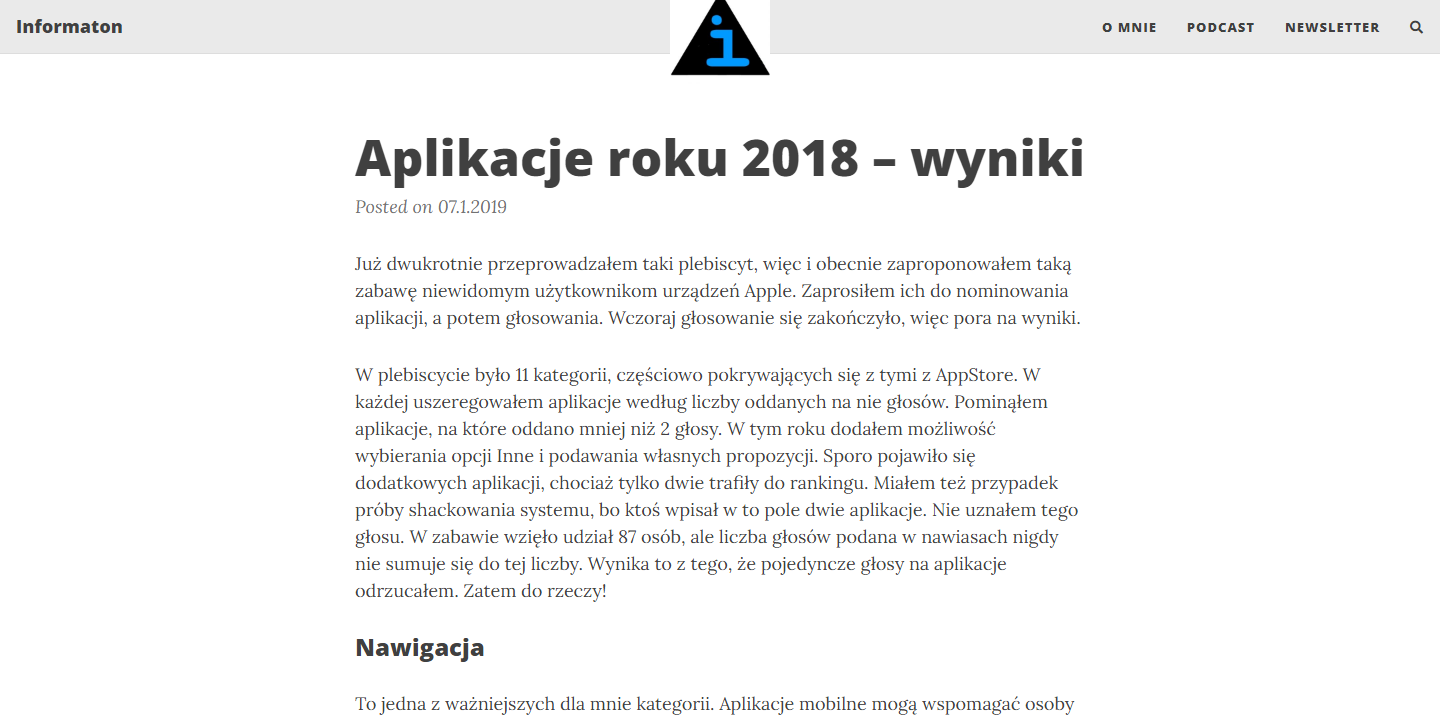 Informaton
i
O MNIE
PODCAST
NEWSLETTER
Aplikacje roku 2018 – wyniki
Posted on 07.1.2019
Już dwukrotnie przeprowadzałem taki plebiscyt, więc i obecnie zaproponowałem taką
zabawę niewidomym użytkownikom urządzeń Apple. Zaprosiłem ich do nominowania
aplikacji, a potem głosowania. Wczoraj głosowanie się zakończyło, więc pora na wyniki.
W plebiscycie było 11 kategorii, częściowo pokrywających się z tymi z AppStore. W
każdej uszeregowałem aplikacje według liczby oddanych na nie głosów. Pominąłem
aplikacje, na które oddano mniej niż 2 głosy. W tym roku dodałem możliwość
wybierania opcji Inne i podawania własnych propozycji. Sporo pojawiło się
dodatkowych aplikacji, chociaż tylko dwie trafiły do rankingu. Miałem też przypadek
próby shackowania systemu, bo ktoś wpisał w to pole dwie aplikacje. Nie uznałem tego
głosu. W zabawie wzięło udział 87 osób, ale liczba głosów podana w nawiasach nigdy
nie sumuje się do tej liczby. Wynika to z tego, że pojedyncze głosy na aplikacje
odrzucałem. Zatem do rzeczy!
Nawigacja
To jedna z ważniejszych dla mnie kategorii. Aplikacje mobilne mogą wspomagać osoby